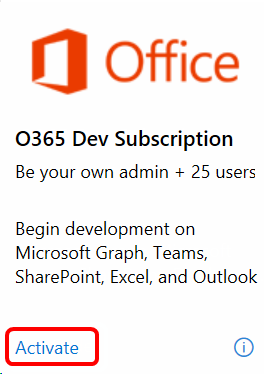 Office
O365 Dev Subscription
Be your own admin + 25 users
Begin development on
Microsoft Graph, Teams,
SharePoint, Excel, and Outlook
Activate